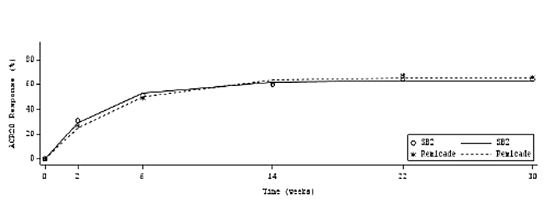 ACR20 Response (%)
80
60
40
20
0
0 2 6 14 22 30
Time (weeks)
SB2 SB2
Remicade Remicade